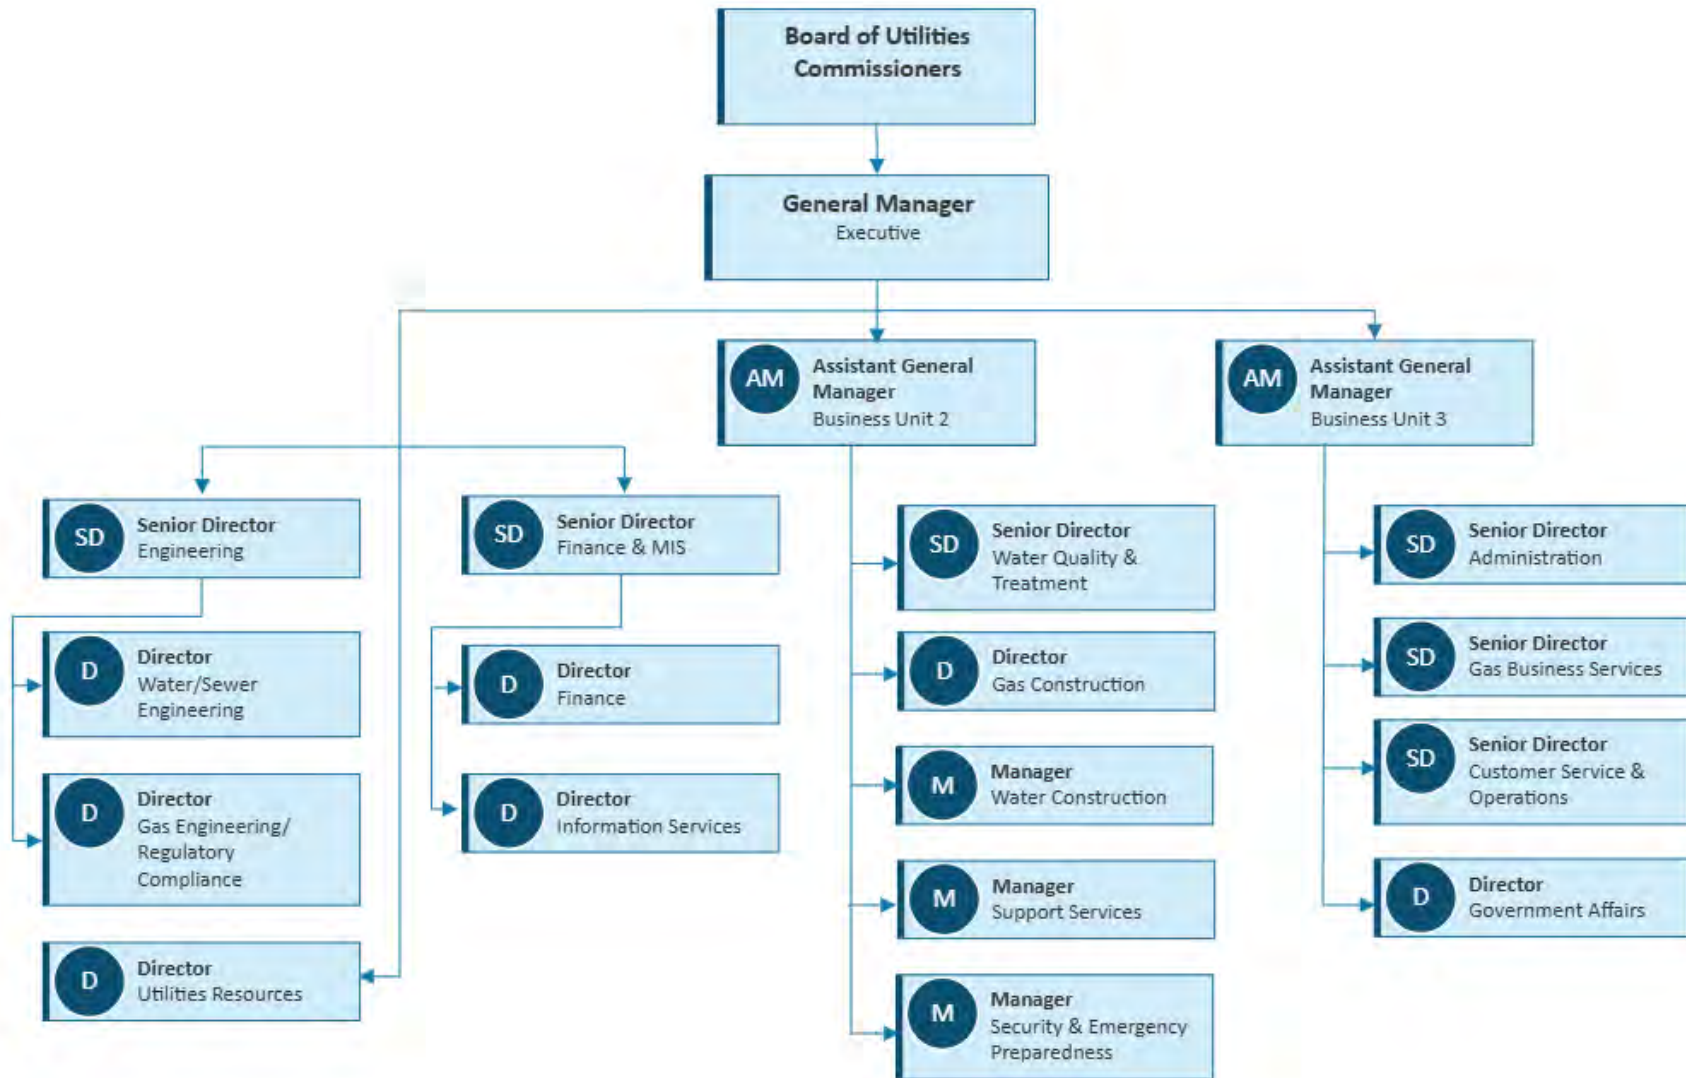 Board of Utilities
Commissioners
General Manager
Executive
AM
Assistant General
Manager
Business Unit 2
AM
Assistant General
Manager
Business Unit 3
SD
Senior Director
Engineering
D
Director
Water/Sewer
Engineering
D
Director
Gas Engineering/
Regulatory
Compliance
D
Director
Utilities Resources
SD
Senior Director
Finance & MIS
D
Director
Finance
D
Director
Information Services
SD
Senior Director
Water Quality &
Treatment
D
Director
Gas Construction
M
Manager
Water Construction
M
Manager
Support Services
M
Manager
Security & Emergency
Preparedness
SD
Senior Director
Administration
SD
Senior Director
Gas Business Services
SD
Senior Director
Customer Service &
Operations
D
Director
Government Affairs